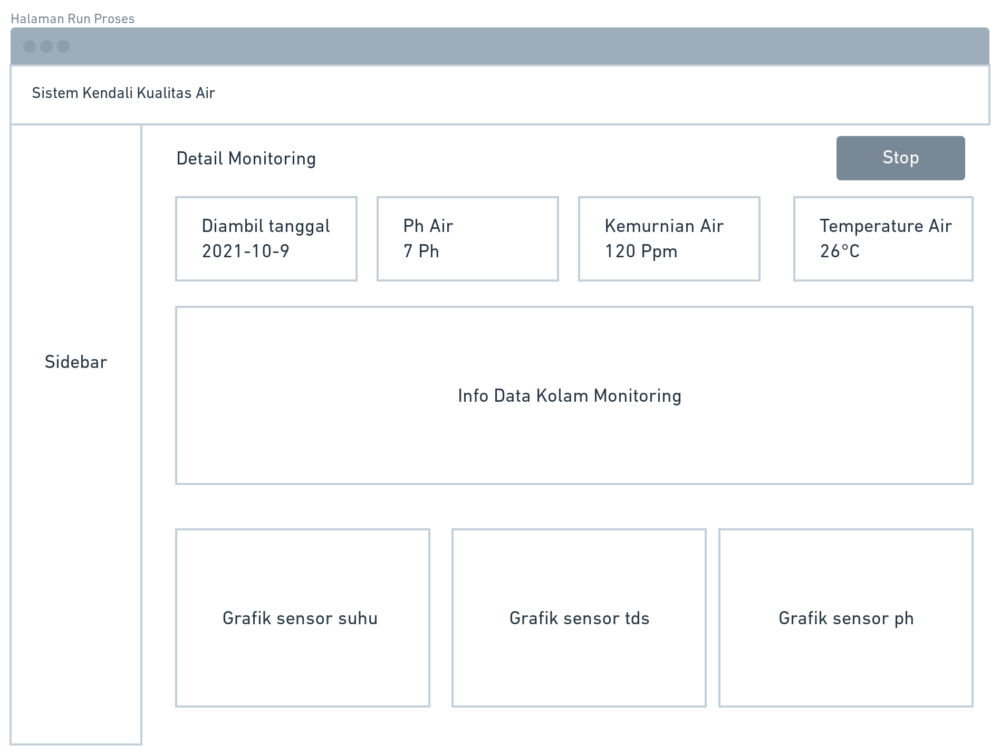 Halaman Run Proses
Sistem Kendali Kualitas Air
Sidebar
Detail Monitoring
Stop
Diambil tanggal
2021-10-9
Ph Air
7 Ph
Kemurnian Air
120 Ppm
Temperature Air
26°C
Info Data Kolam Monitoring
Grafik sensor suhu
Grafik sensor tds
Grafik sensor ph